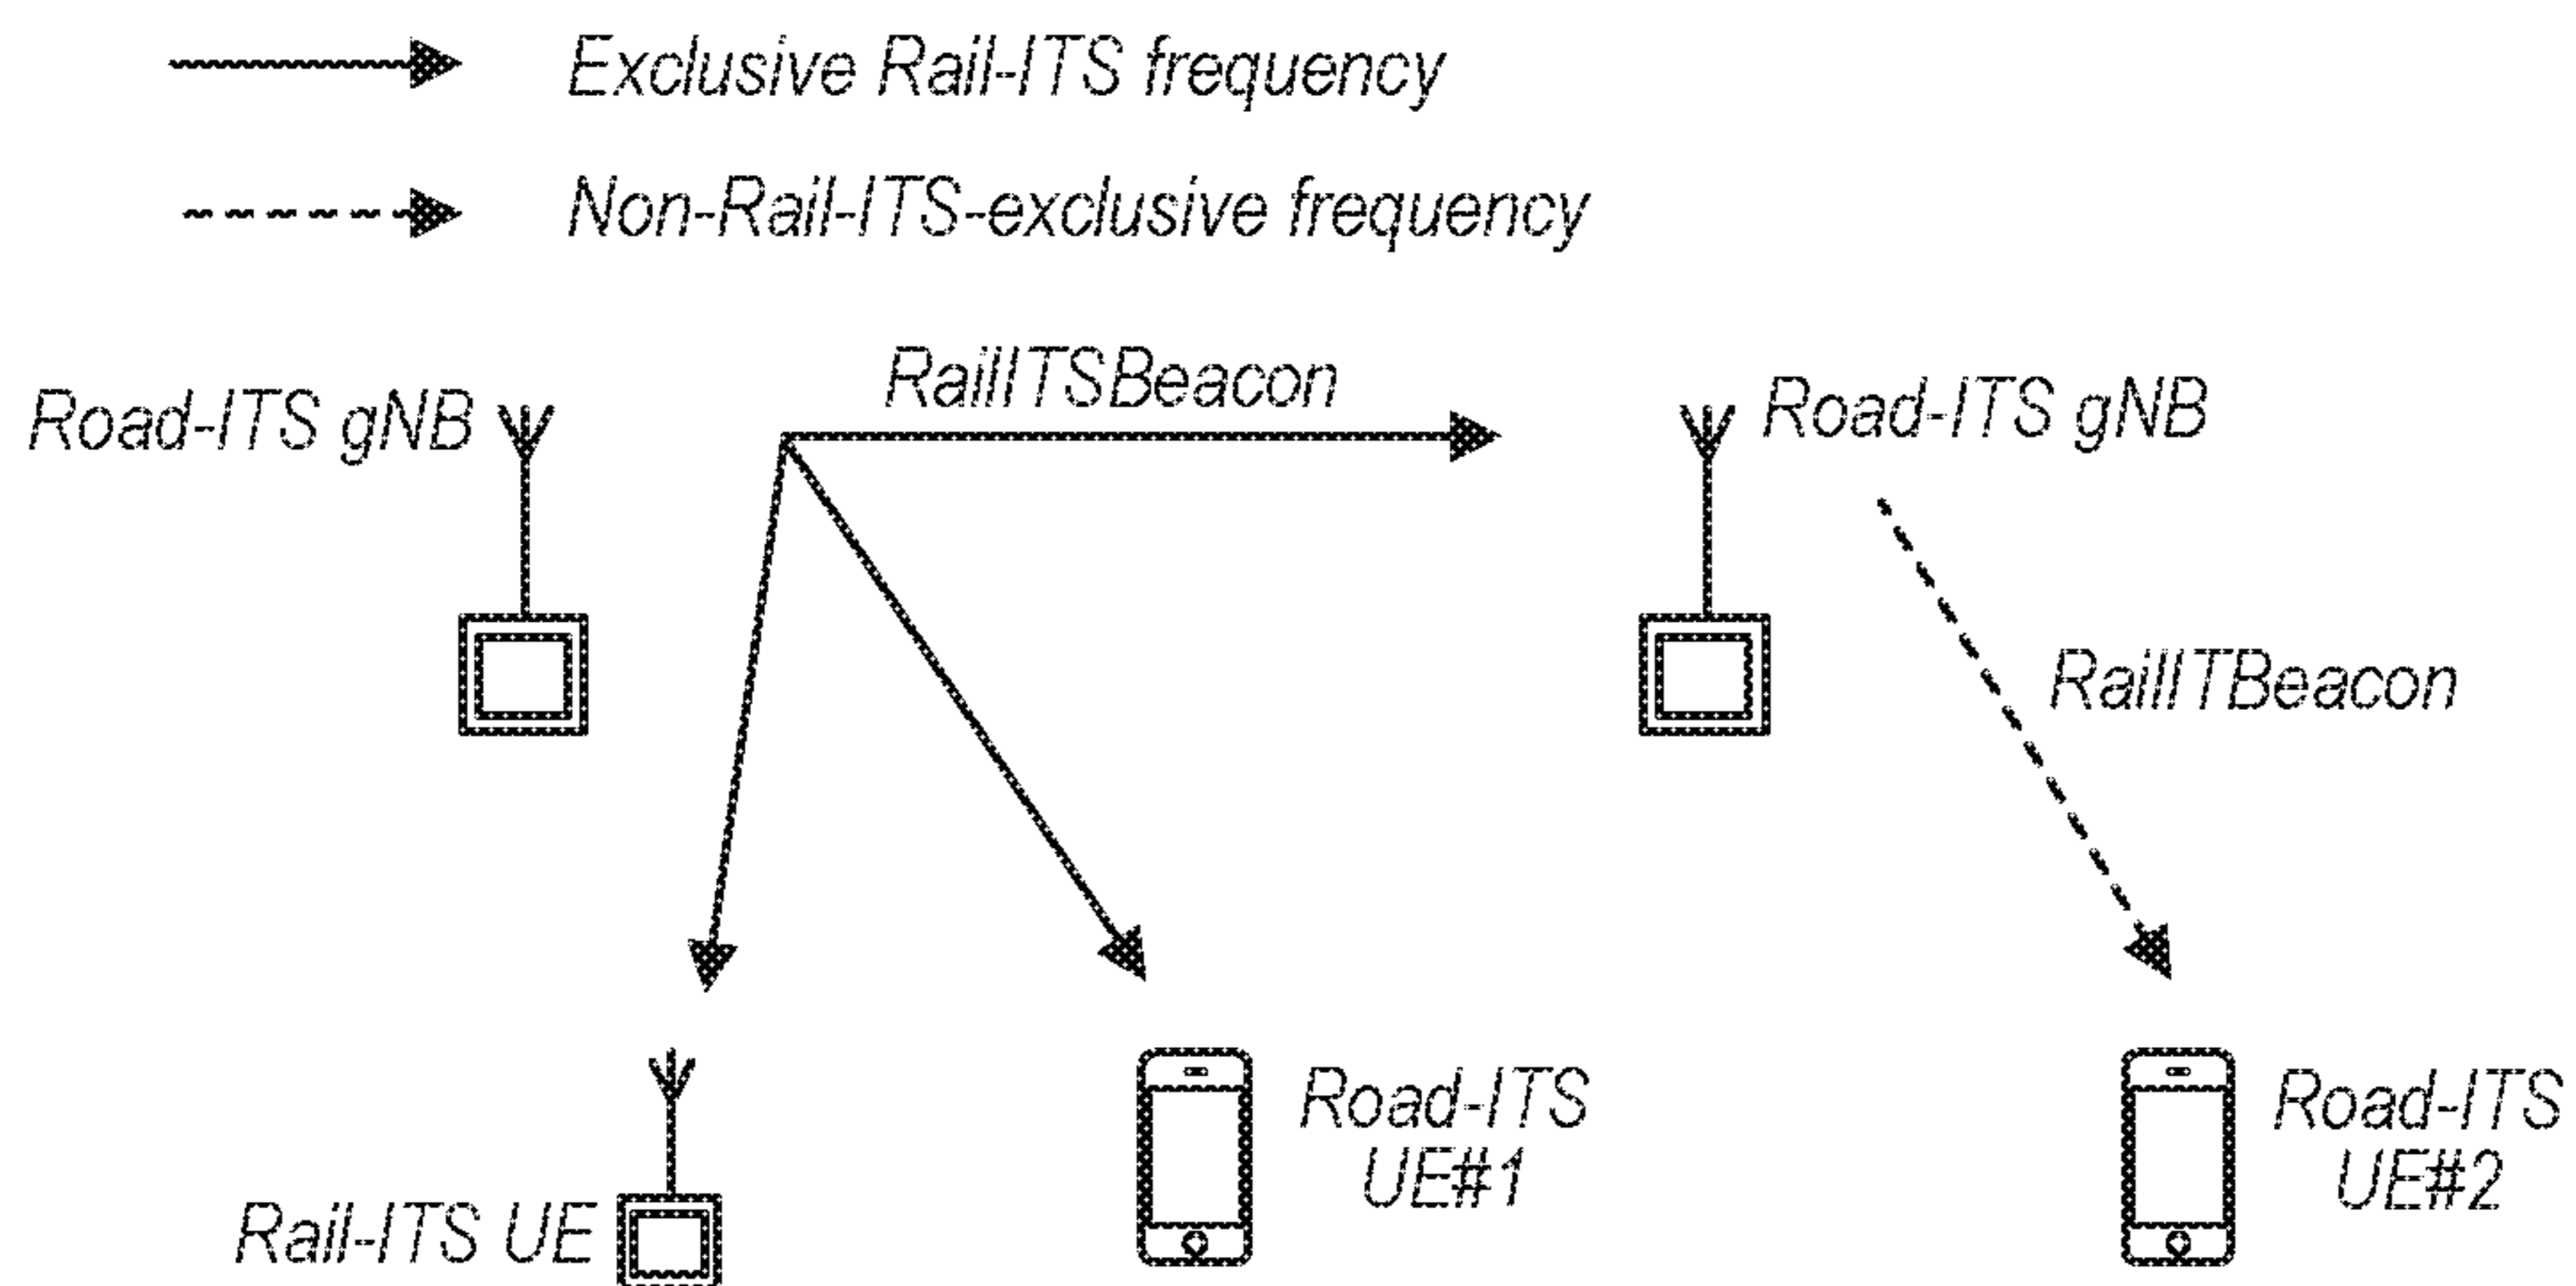 Exclusive Rail-ITS frequency
Non-Rail-ITS-exclusive frequency
RailITSBeacon
Road-ITS gNB
Road-ITS gNB
RailITBeacon
Road-ITS
UE#1
Road-ITS
UE#2
Rail-ITS UE